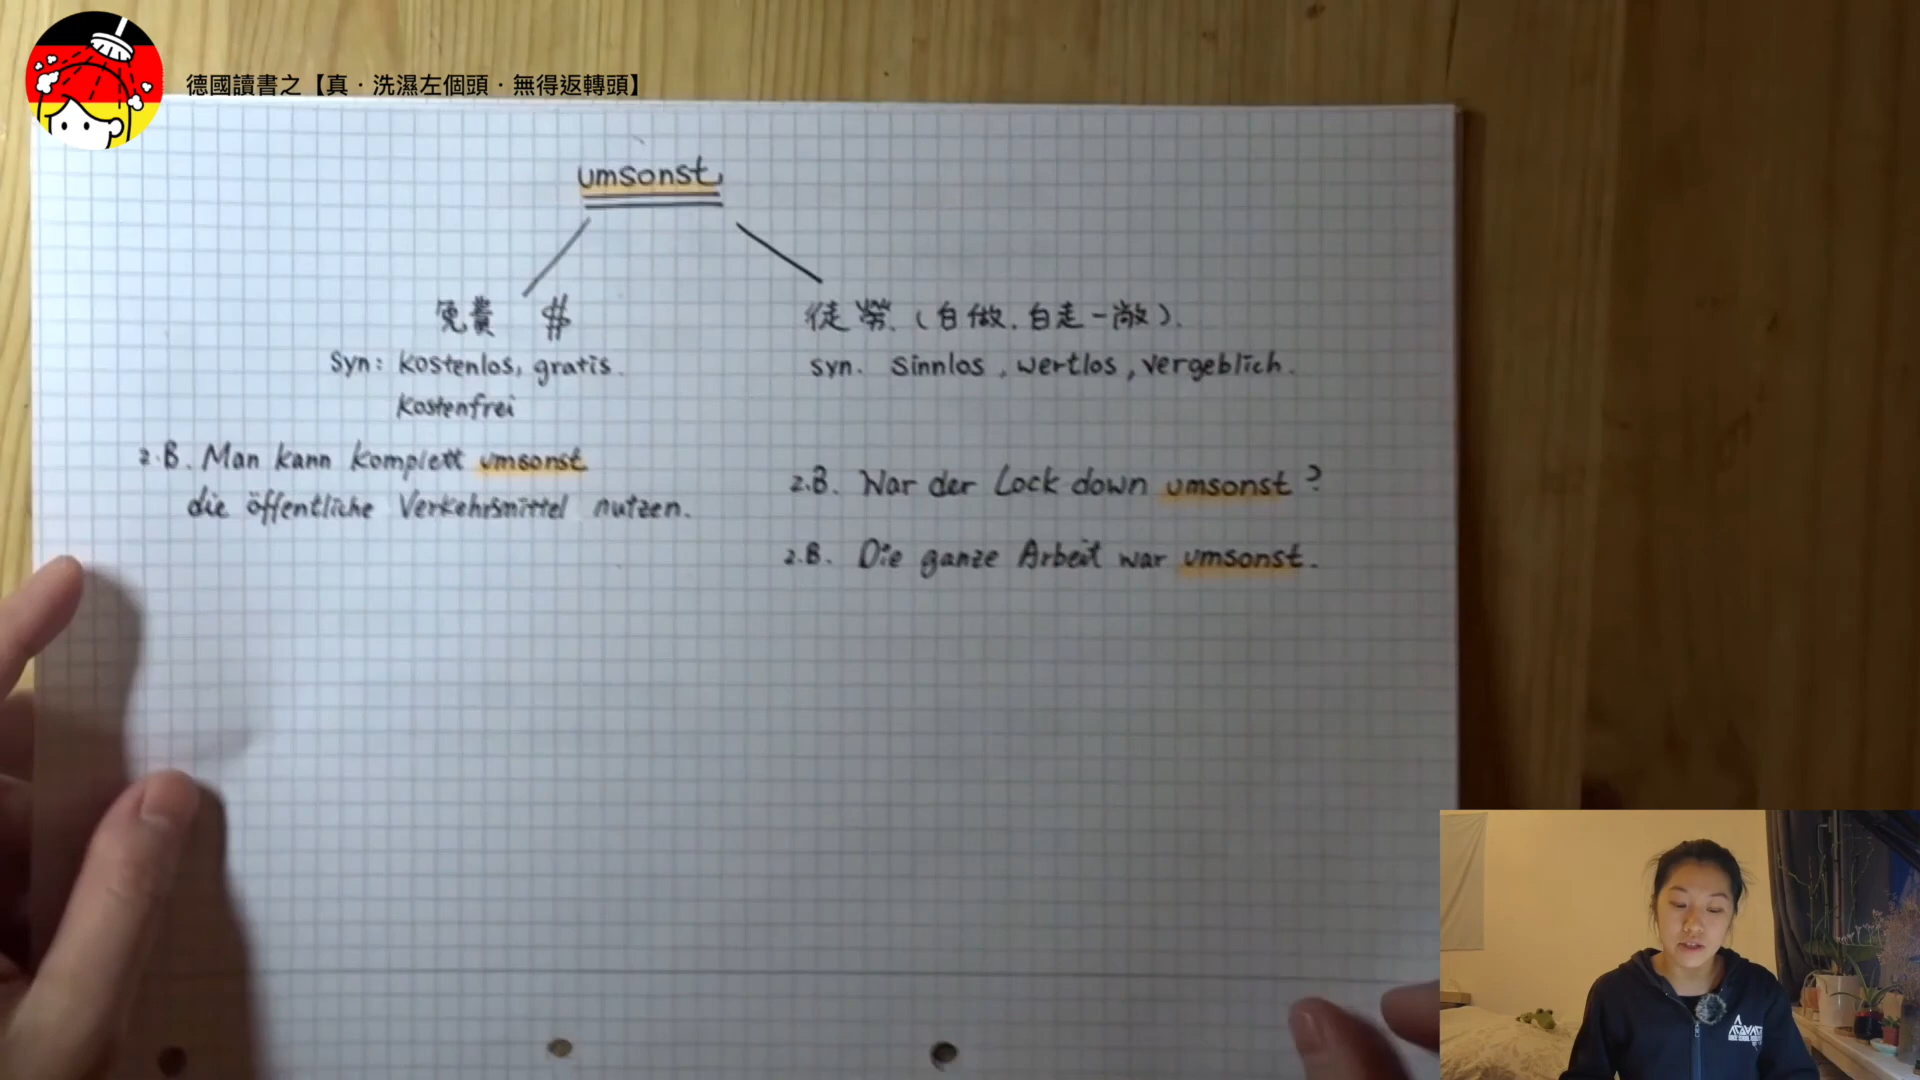 德國讀書之【真．洗濕左個頭．無得返轉頭】
umsonst
免費 $
Syn: kostenlos, gratis.
kostenfrei
z.B. Man kann komplett umsonst
die öffentliche Verkehrsmittel nutzen.
徒勞.（白做.白走一敞）.
syn. sinnlos, wertlos, vergeblich.
z.B. War der Lock down umsonst?
z.B. Die ganze Arbeit war umsonst.